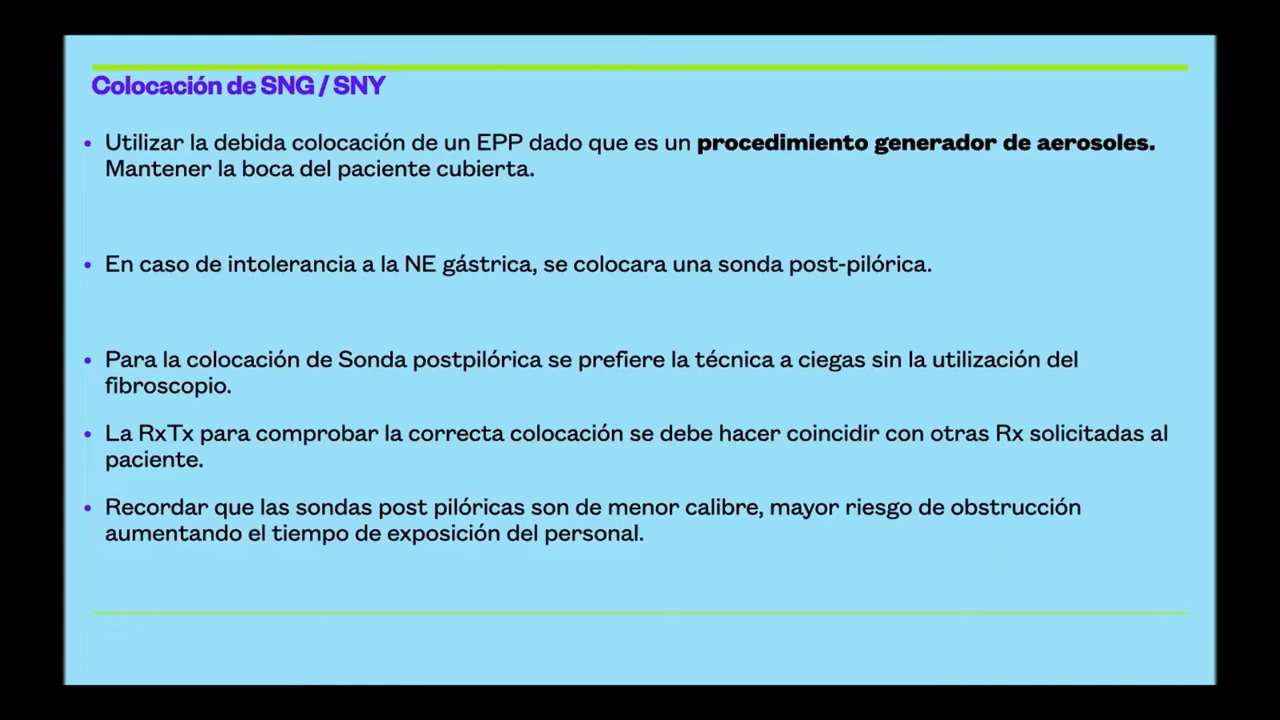 Colocación de SNG / SNY
• Utilizar la debida colocación de un EPP dado que es un procedimiento generador de aerosoles.
Mantener la boca del paciente cubierta.
• En caso de intolerancia a la NE gástrica, se colocara una sonda post-pilórica.
• Para la colocación de Sonda postpilórica se prefiere la técnica a ciegas sin la utilización del
fibroscopio.
• La RxTx para comprobar la correcta colocación se debe hacer coincidir con otras Rx solicitadas al
paciente.
• Recordar que las sondas post pilóricas son de menor calibre, mayor riesgo de obstrucción
aumentando el tiempo de exposición del personal.